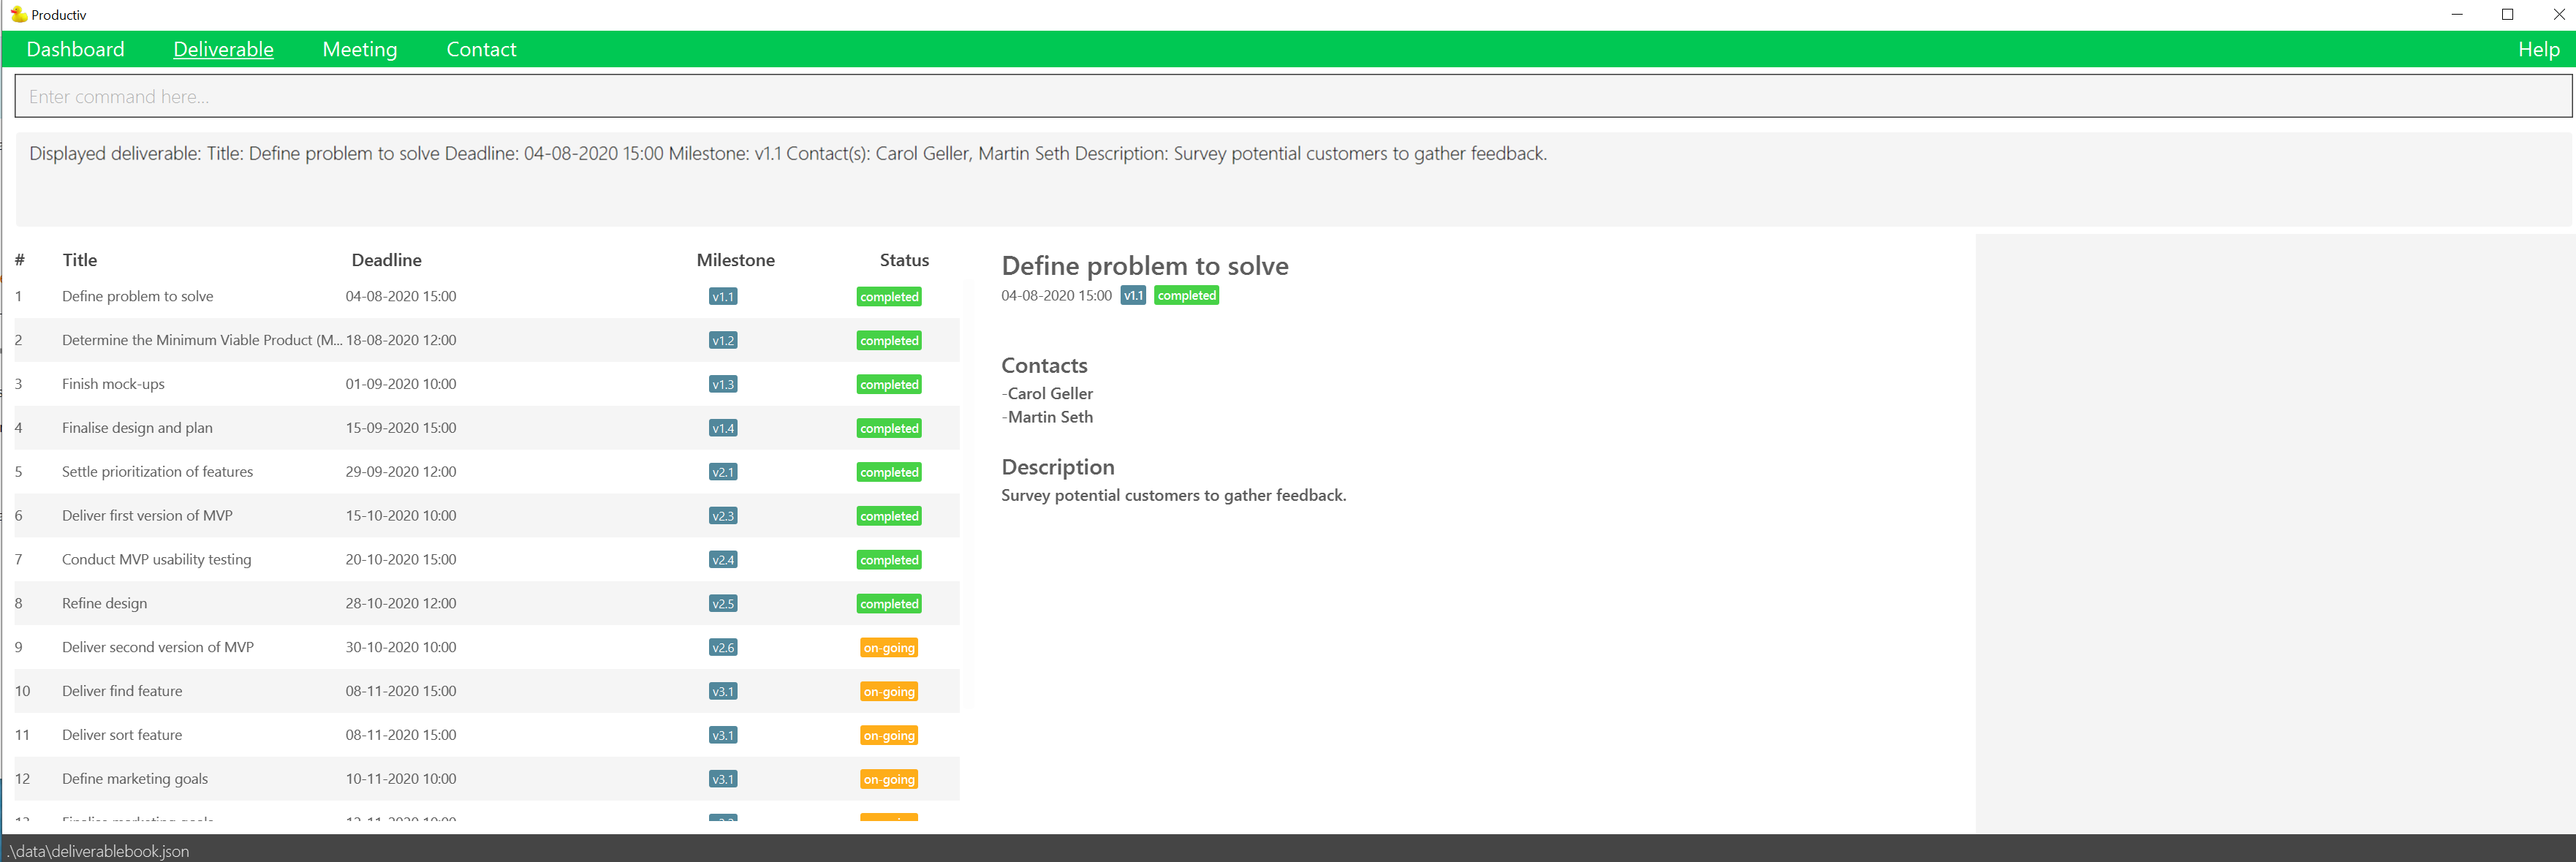 Productiv
Dashboard Deliverable Meeting Contact Help
Enter command here...
Displayed deliverable: Title: Define problem to solve Deadline: 04-08-2020 15:00 Milestone: v1.1 Contact(s): Carol Geller, Martin Seth Description: Survey potential customers to gather feedback.
# Title Deadline Milestone Status
1 Define problem to solve 04-08-2020 15:00 v1.1 completed
2 Determine the Minimum Viable Product (M... 18-08-2020 12:00 v1.2 completed
3 Finish mock-ups 01-09-2020 10:00 v1.3 completed
4 Finalise design and plan 15-09-2020 15:00 v1.4 completed
5 Settle prioritization of features 29-09-2020 12:00 v2.1 completed
6 Deliver first version of MVP 15-10-2020 10:00 v2.3 completed
7 Conduct MVP usability testing 20-10-2020 15:00 v2.4 completed
8 Refine design 28-10-2020 12:00 v2.5 completed
9 Deliver second version of MVP 30-10-2020 10:00 v2.6 on-going
10 Deliver find feature 08-11-2020 15:00 v3.1 on-going
11 Deliver sort feature 08-11-2020 15:00 v3.1 on-going
12 Define marketing goals 10-11-2020 10:00 v3.1 on-going
Define problem to solve
04-08-2020 15:00 v1.1 completed
Contacts
-Carol Geller
-Martin Seth
Description
Survey potential customers to gather feedback.
.\data\deliverablebook.json